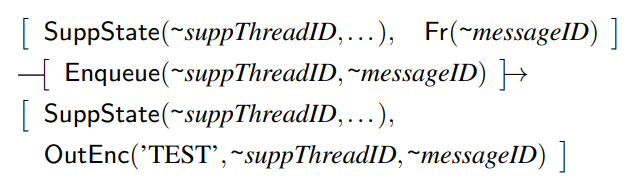 [ SuppState(~suppThreadID,...), Fr(~messageID) ]
—[ Enqueue(~suppThreadID,~messageID) ]→
[ SuppState(~suppThreadID,...),
OutEnc('TEST',~suppThreadID,~messageID) ]